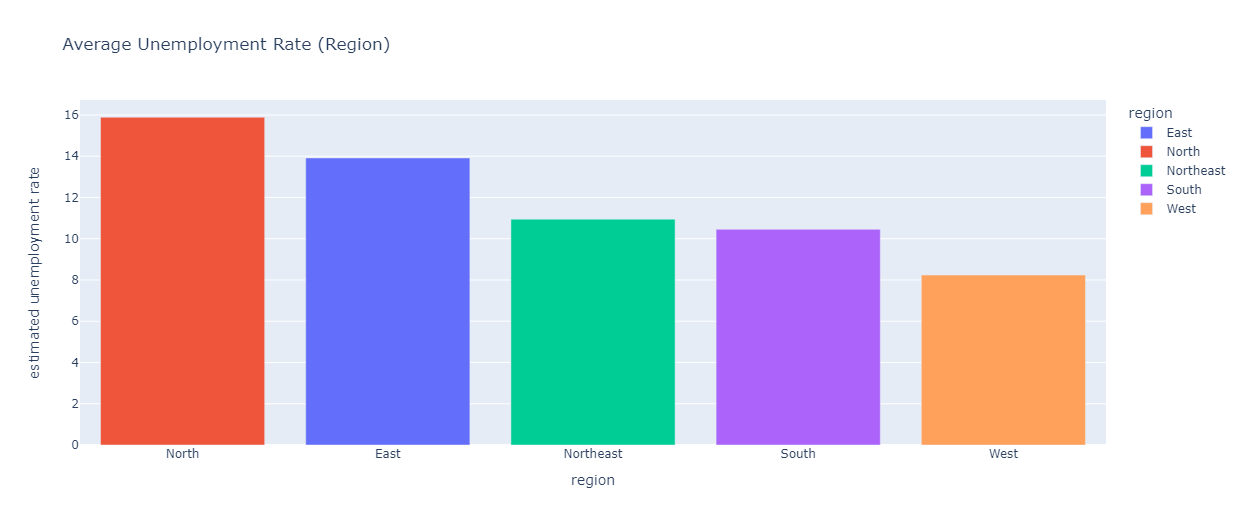 Average Unemployment Rate (Region)
estimated unemployment rate
16
14
12
10
8
6
4
2
0
North East Northeast South West
region
region
East
North
Northeast
South
West